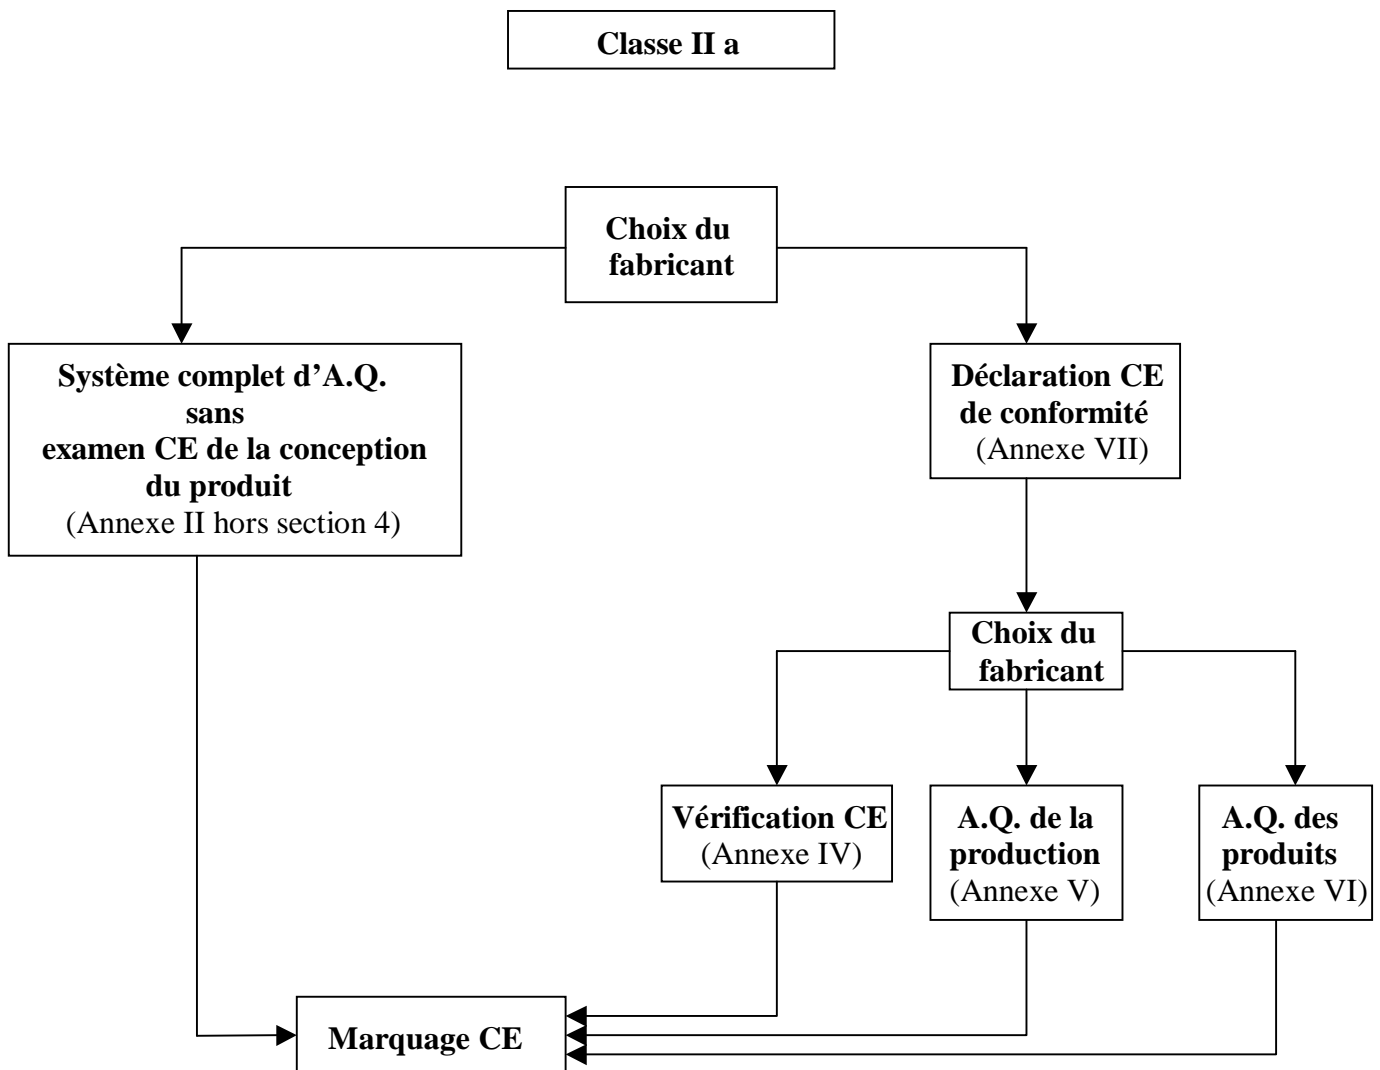 Classe II a
Choix du
fabricant
Système complet d’A.Q.
sans
examen CE de la conception
du produit
(Annexe II hors section 4)
Déclaration CE
de conformité
(Annexe VII)
Choix du
fabricant
Vérification CE
(Annexe IV)
A.Q. de la
production
(Annexe V)
A.Q. des
produits
(Annexe VI)
Marquage CE